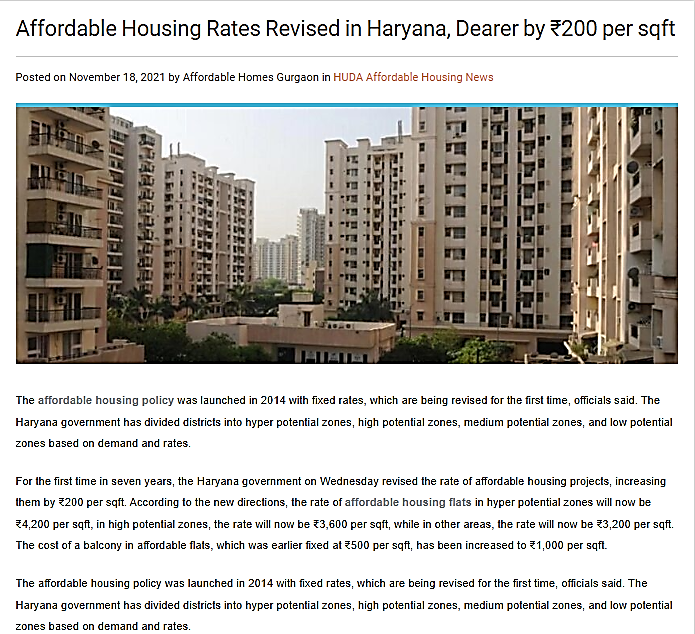 Affordable Housing Rates Revised in Haryana, Dearer by ₹200 per sqft
Posted on November 18, 2021 by Affordable Homes Gurgaon in HUDA Affordable Housing News
The affordable housing policy was launched in 2014 with fixed rates, which are being revised for the first time, officials said. The
Haryana government has divided districts into hyper potential zones, high potential zones, medium potential zones, and low potential
zones based on demand and rates.
For the first time in seven years, the Haryana government on Wednesday revised the rate of affordable housing projects, increasing
them by ₹200 per sqft. According to the new directions, the rate of affordable housing flats in hyper potential zones will now be
₹4,200 per sqft, in high potential zones, the rate will now be ₹3,600 per sqft, while in other areas, the rate will now be ₹3,200 per sqft.
The cost of a balcony in affordable flats, which was earlier fixed at ₹500 per sqft, has been increased to ₹1,000 per sqft.
The affordable housing policy was launched in 2014 with fixed rates, which are being revised for the first time, officials said. The
Haryana government has divided districts into hyper potential zones, high potential zones, medium potential zones, and low potential
zones based on demand and rates.